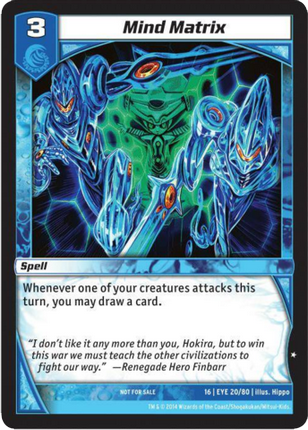 3
Mind Matrix
Spell
Whenever one of your creatures attacks this
turn, you may draw a card.
"I don't like it any more than you, Hokira, but to win
this war we must teach the other civilizations to
fight our way." —Renegade Hero Finbarr
NOT FOR SALE
16 | EYE 20/80 | illus. Hippo
TM & © 2014 Wizards of the Coast/Shogakukan/Mitsui-Kids.